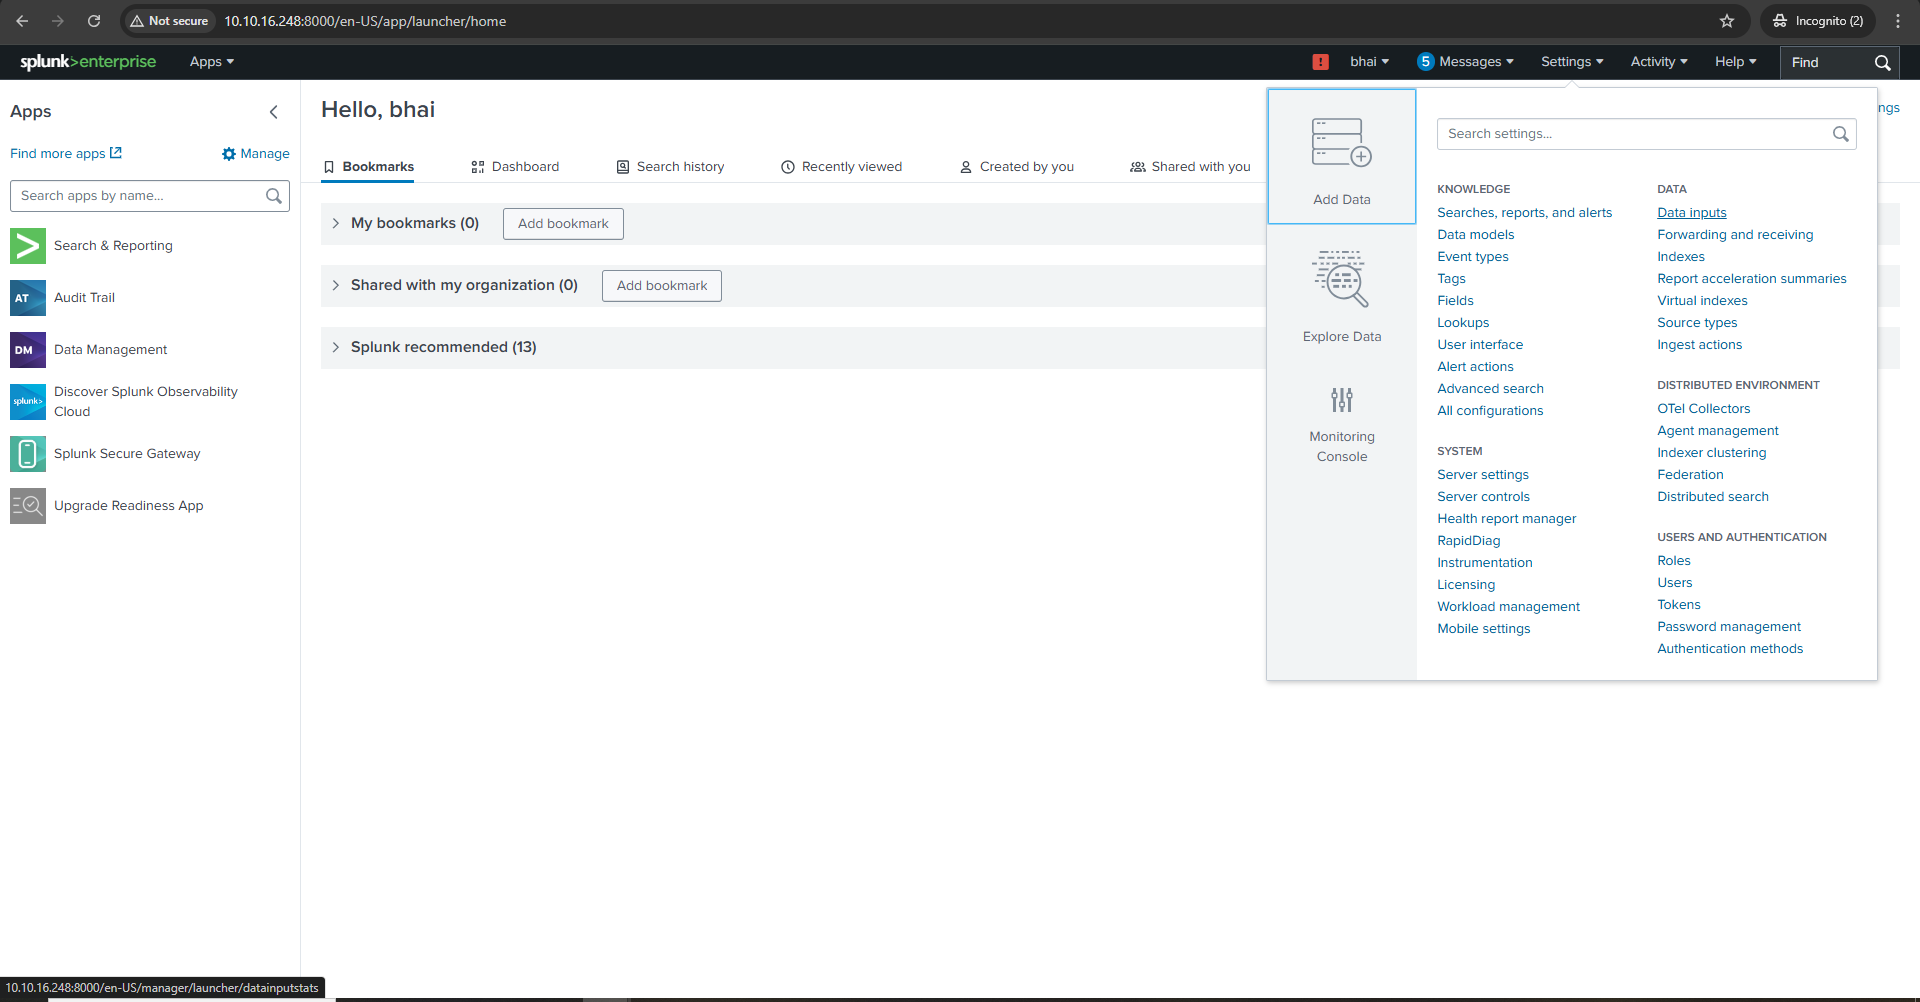 Not secure 10.10.16.248:8000/en-US/app/launcher/home Incognito (2)
splunk>enterprise Apps ! bhai 5 Messages Settings Activity Help Find
Apps
Find more apps Manage
Search apps by name...
Search & Reporting
AT Audit Trail
DM Data Management
splunk> Discover Splunk Observability
Cloud
Splunk Secure Gateway
Upgrade Readiness App
Hello, bhai
Bookmarks Dashboard Search history Recently viewed Created by you Shared with you
My bookmarks (0) Add bookmark
Shared with my organization (0) Add bookmark
Splunk recommended (13)
ngs
Add Data
Explore Data
Monitoring
Console
Search settings...
KNOWLEDGE
Searches, reports, and alerts
Data models
Event types
Tags
Fields
Lookups
User interface
Alert actions
Advanced search
All configurations
SYSTEM
Server settings
Server controls
Health report manager
RapidDiag
Instrumentation
Licensing
Workload management
Mobile settings
DATA
Data inputs
Forwarding and receiving
Indexes
Report acceleration summaries
Virtual indexes
Source types
Ingest actions
DISTRIBUTED ENVIRONMENT
OTel Collectors
Agent management
Indexer clustering
Federation
Distributed search
USERS AND AUTHENTICATION
Roles
Users
Tokens
Password management
Authentication methods
10.10.16.248:8000/en-US/manager/launcher/datainputstats